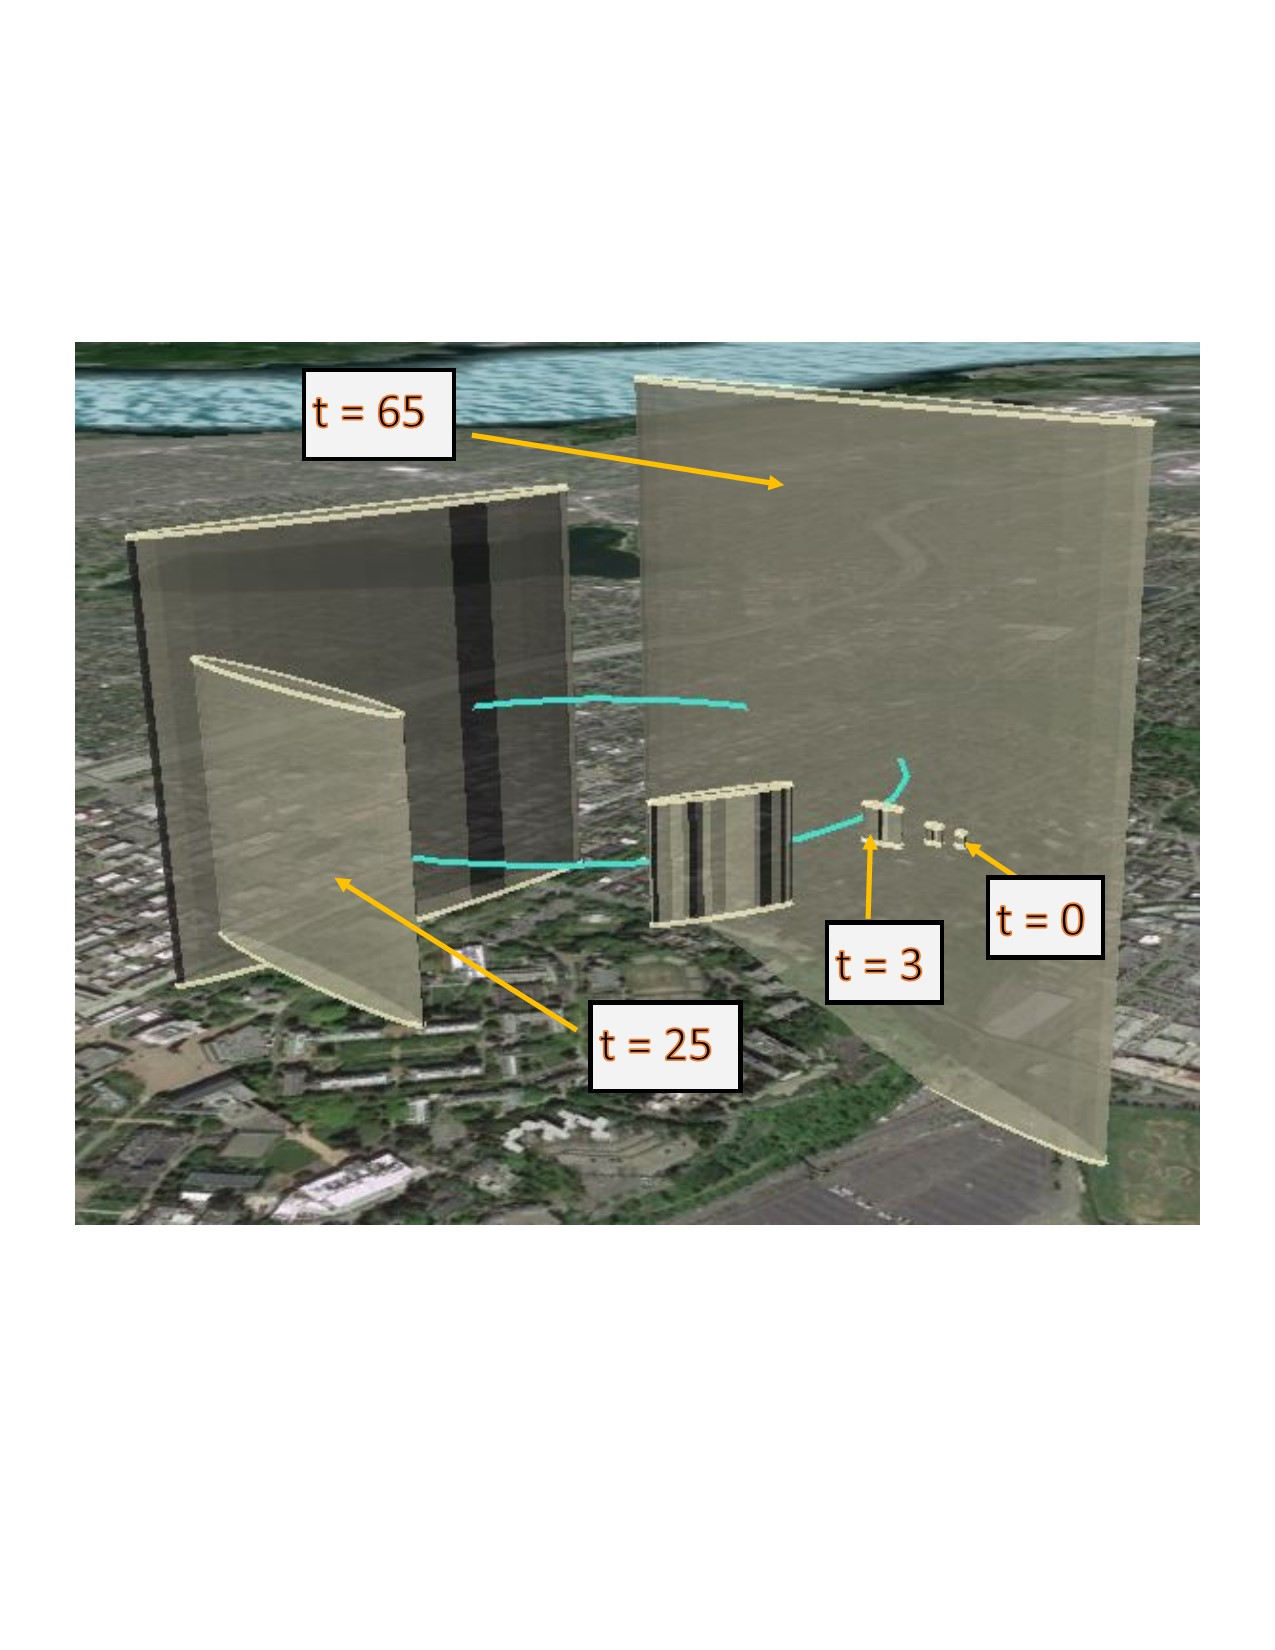 t = 65
t = 0
t = 3
t = 25